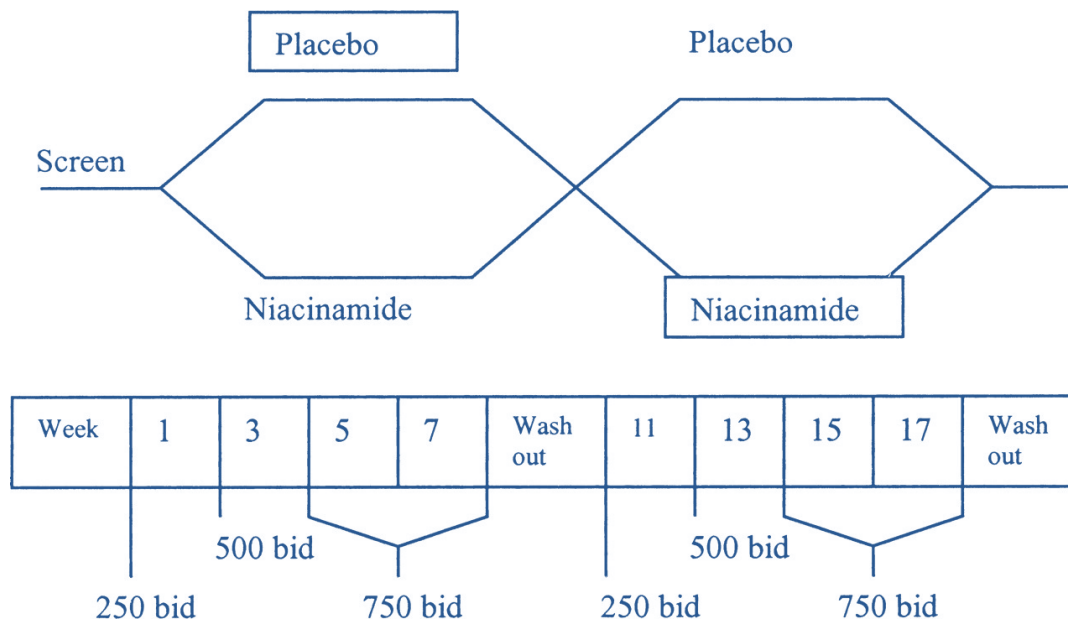 Placebo
Placebo
Screen
Niacinamide
Niacinamide
Week 1 3 5 7 Wash out 11 13 15 17 Wash out
500 bid 500 bid
250 bid 750 bid 250 bid 750 bid